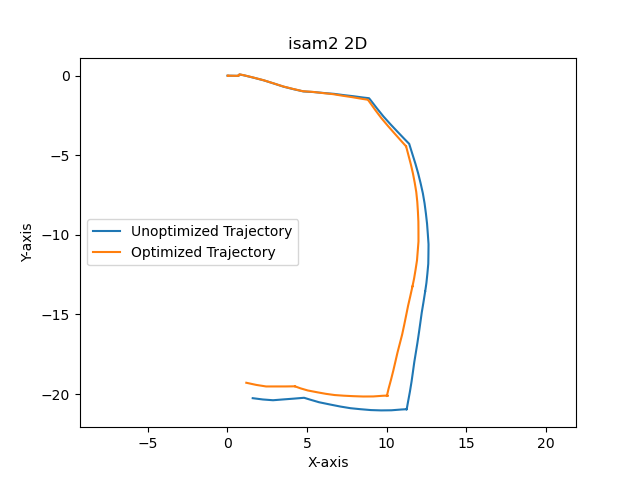 isam2 2D
0
−5
−10
−15
−20
Y-axis
Unoptimized Trajectory
Optimized Trajectory
−5
0
5
10
15
20
X-axis